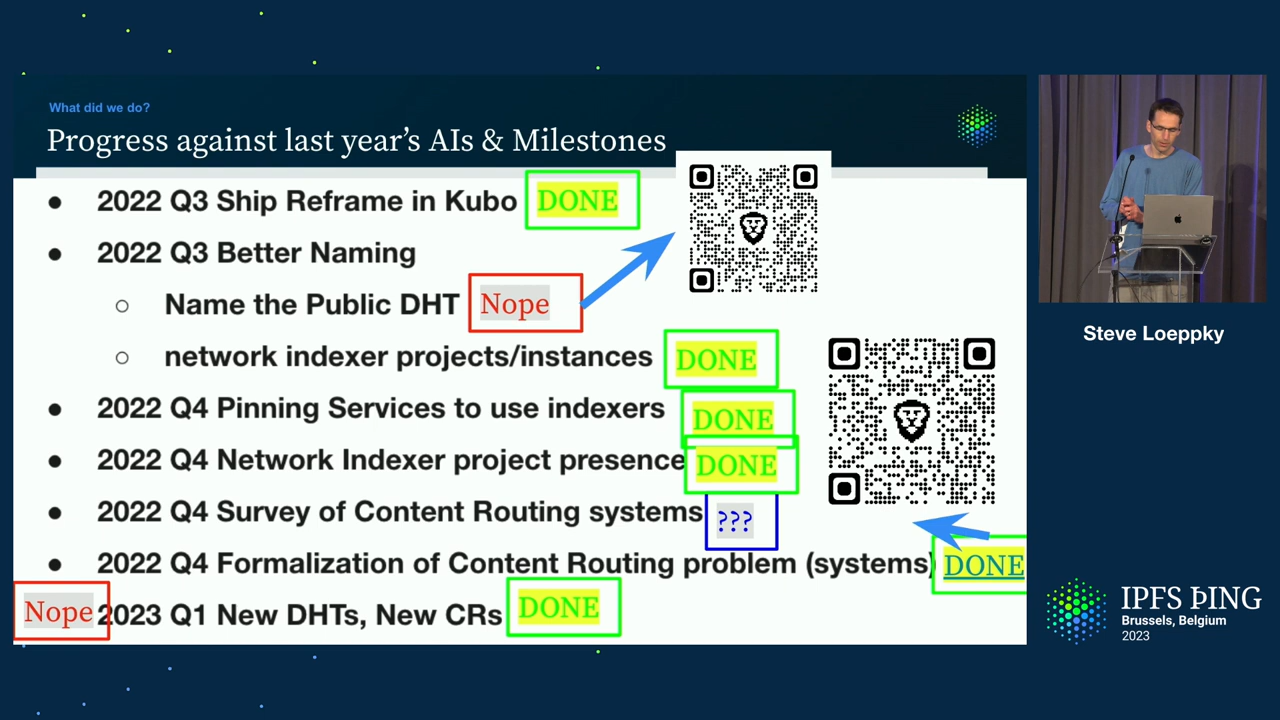 What did we do?
Progress against last year's AIs & Milestones
● 2022 Q3 Ship Reframe in Kubo DONE
● 2022 Q3 Better Naming
○ Name the Public DHT Nope
○ network indexer projects/instances DONE
● 2022 Q4 Pinning Services to use indexers DONE
● 2022 Q4 Network Indexer project presence DONE
● 2022 Q4 Survey of Content Routing systems ???
● 2022 Q4 Formalization of Content Routing problem (systems) DONE
Nope 2023 Q1 New DHTs, New CRs DONE
Steve Loeppky
IPFS ÞING
Brussels, Belgium
2023